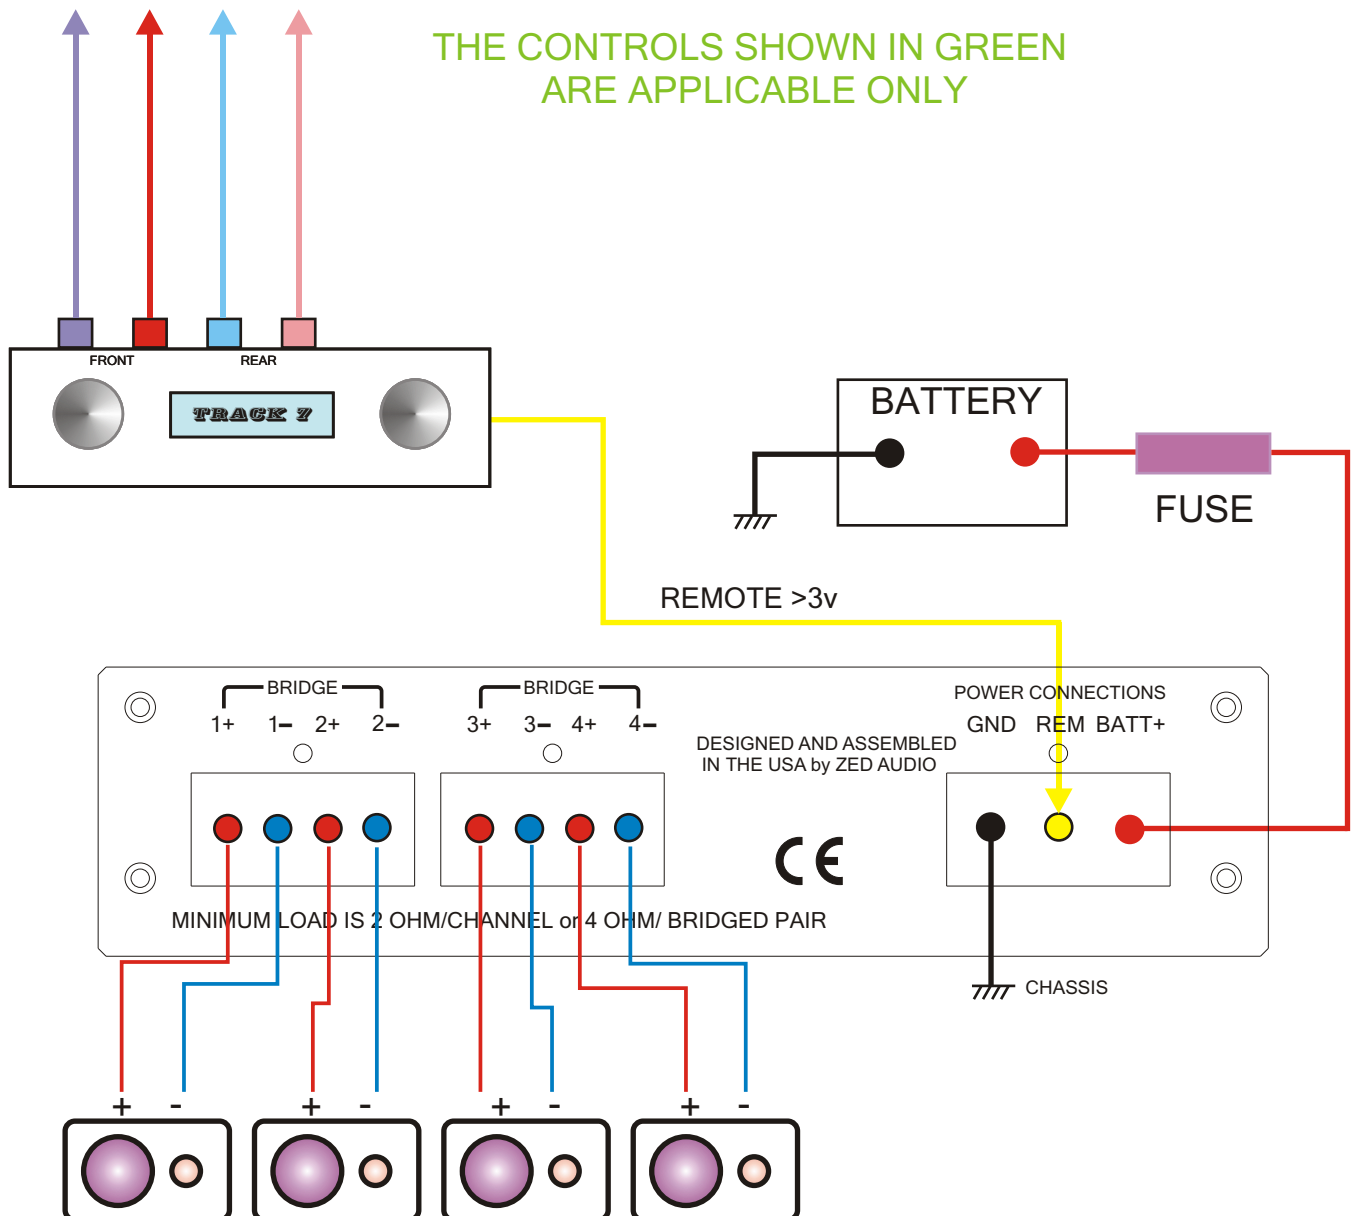 THE CONTROLS SHOWN IN GREEN
ARE APPLICABLE ONLY
FRONT REAR
TRACK 7
BATTERY
FUSE
REMOTE >3v
BRIDGE BRIDGE POWER CONNECTIONS
1+ 1- 2+ 2- 3+ 3- 4+ 4- GND REM BATT+
DESIGNED AND ASSEMBLED
IN THE USA by ZED AUDIO
CE
MINIMUM LOAD IS 2 OHM/CHANNEL or 4 OHM/ BRIDGED PAIR
CHASSIS
+ - + - + - + -